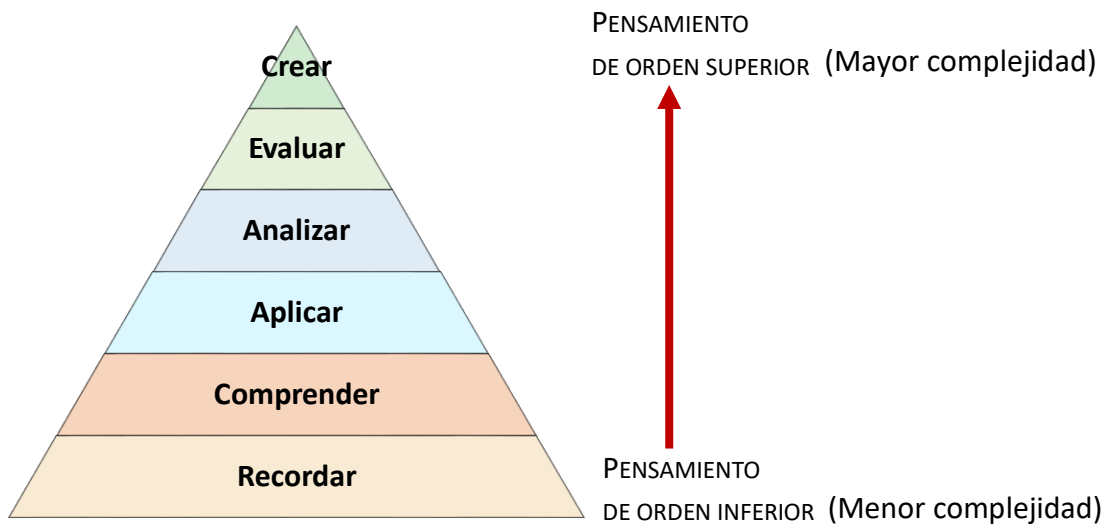 PENSAMIENTO
DE ORDEN SUPERIOR (Mayor complejidad)
Crear
Evaluar
Analizar
Aplicar
Comprender
Recordar
PENSAMIENTO
DE ORDEN INFERIOR (Menor complejidad)